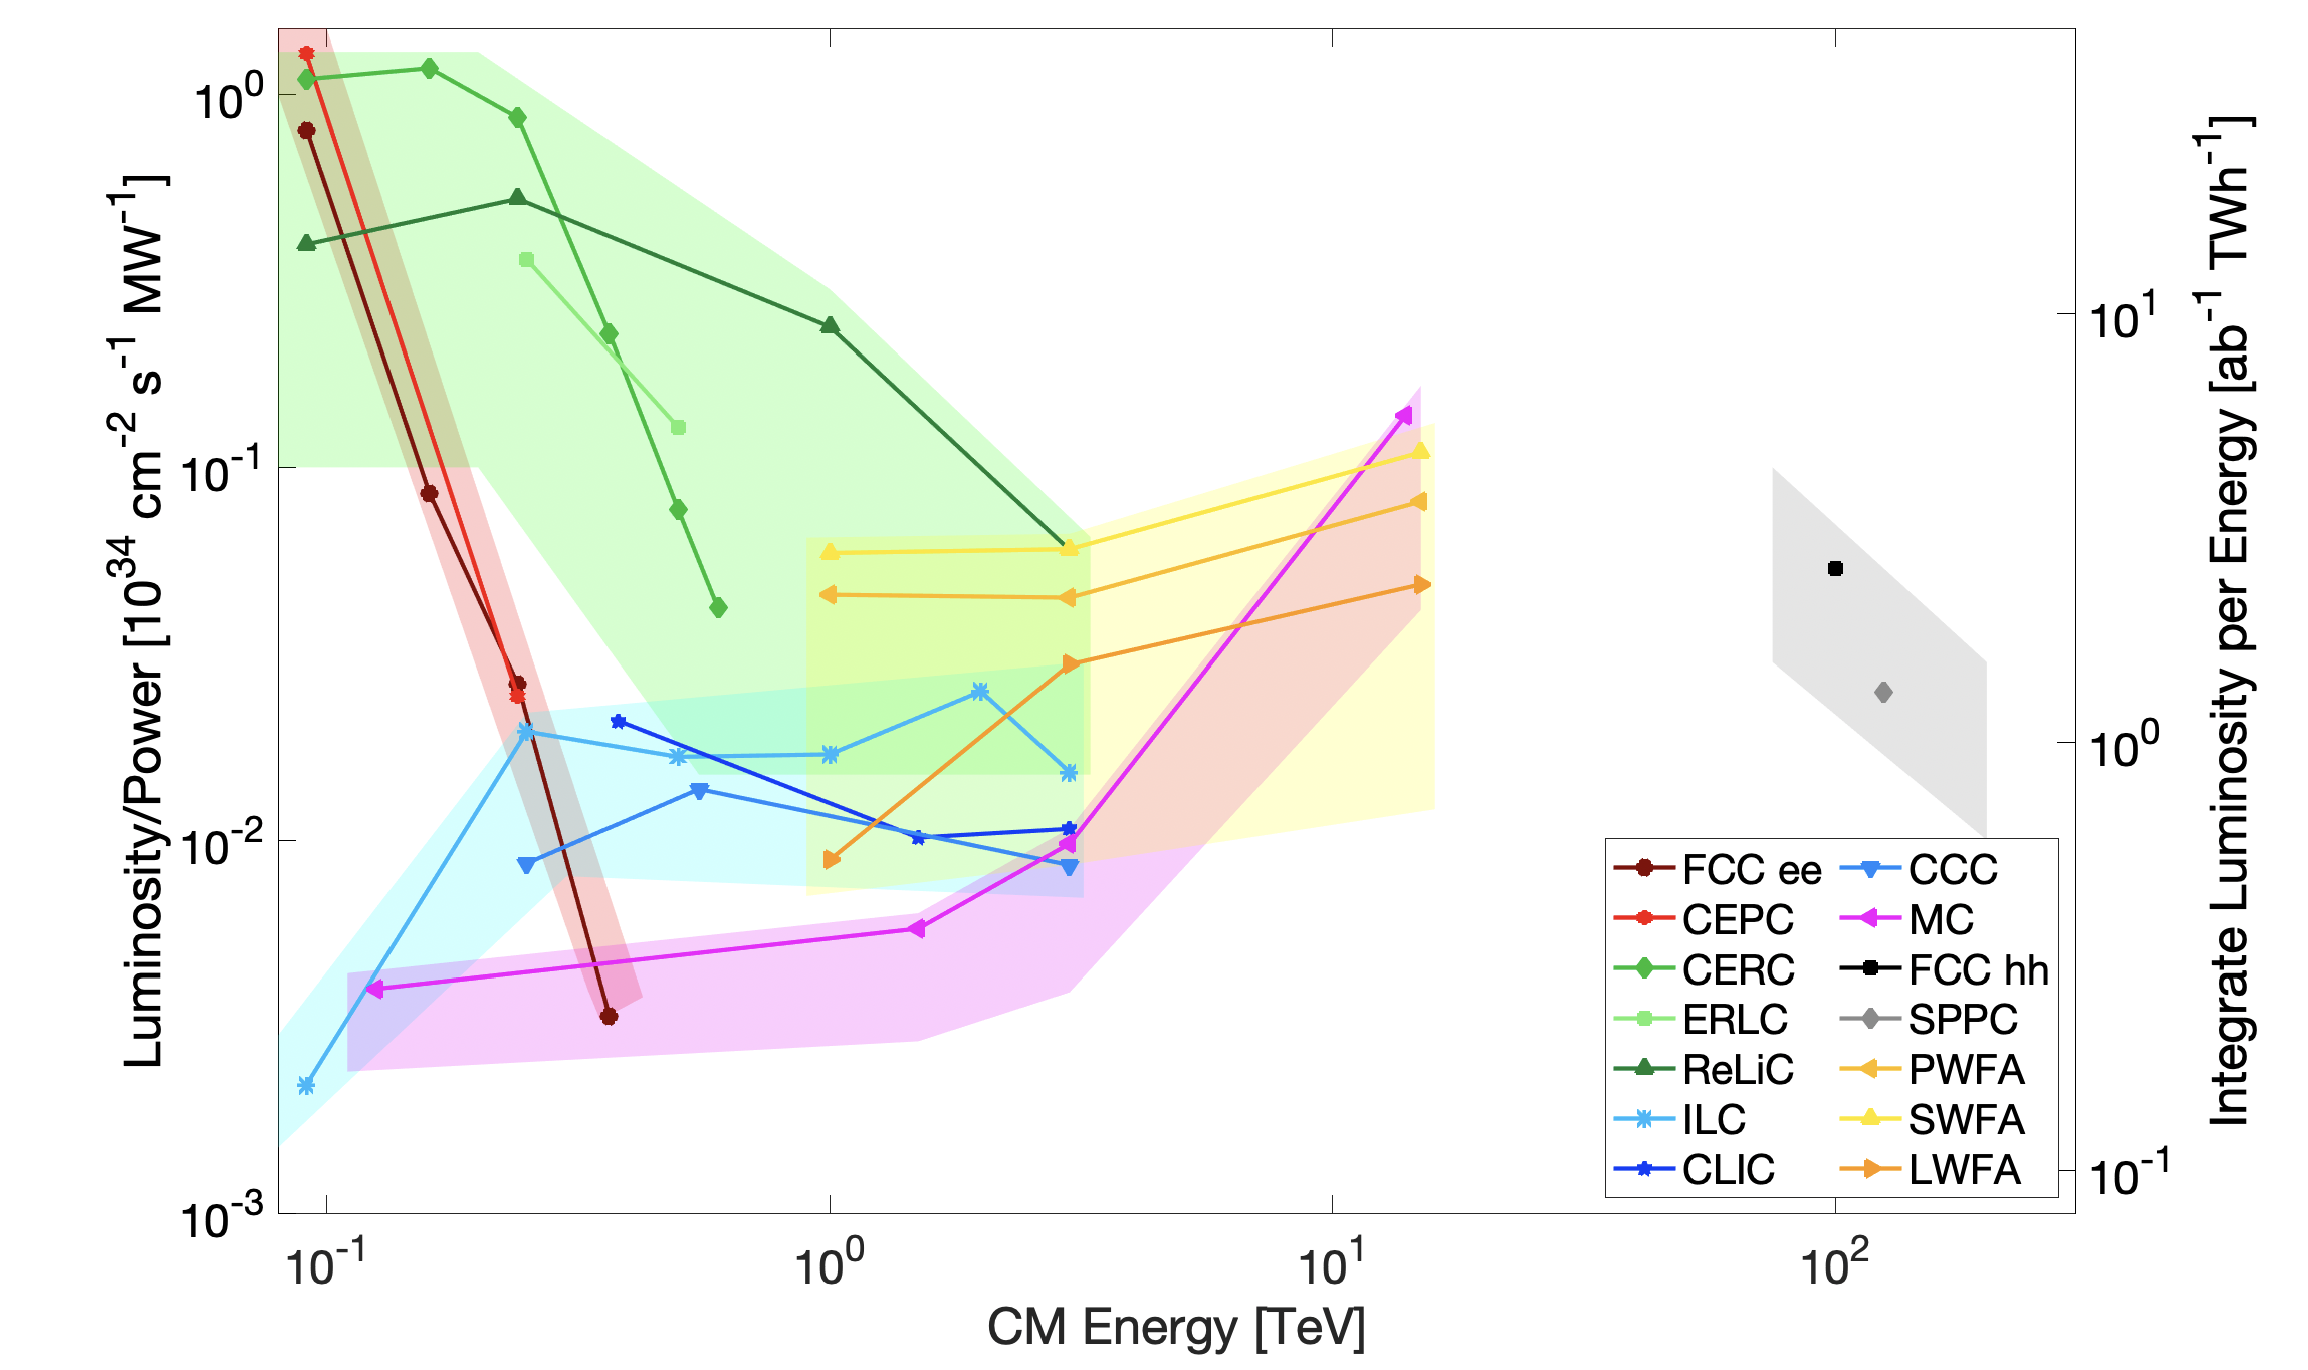 Luminosity/Power [10^34 cm^-2 s^-1 MW^-1]
10^0
10^-1
10^-2
10^-3
10^-1
10^0
10^1
10^2
CM Energy [TeV]
10^1
10^0
10^-1
Integrate Luminosity per Energy [ab^-1 TWh^-1]
FCC ee
CEPC
CERC
ERLC
ReLiC
ILC
CLIC
CCC
MC
FCC hh
SPPC
PWFA
SWFA
LWFA